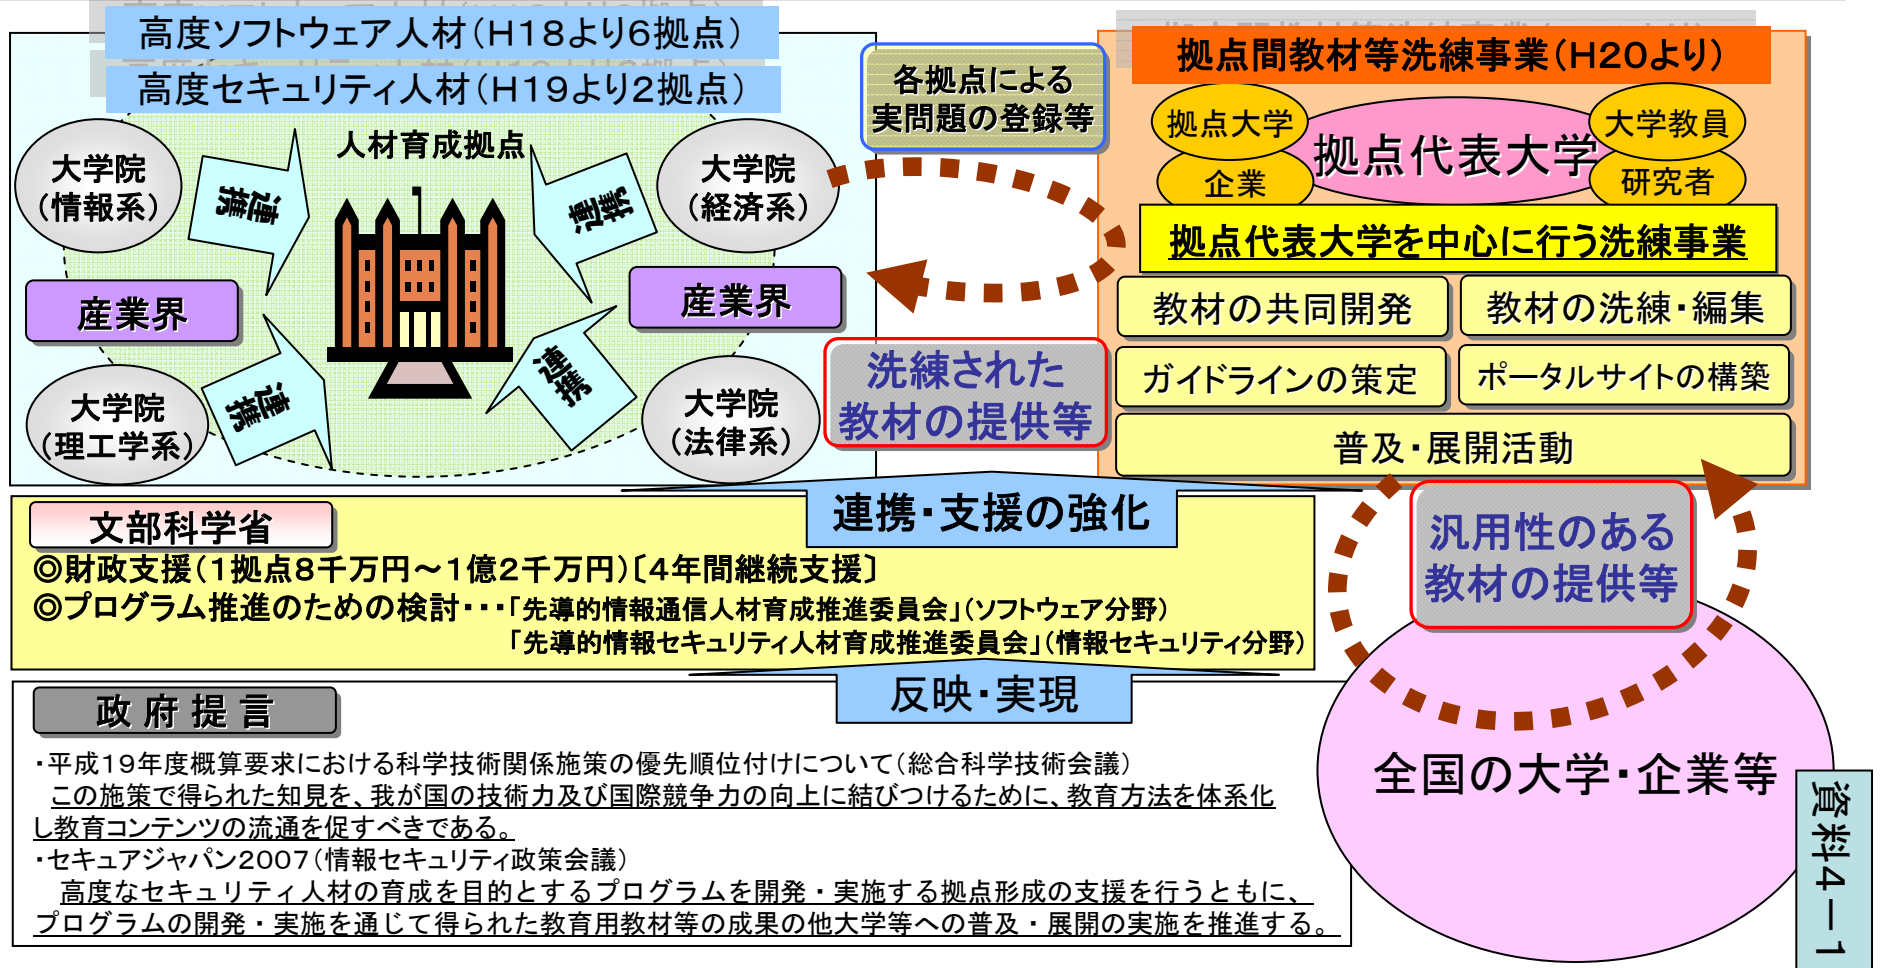 高度ソフトウェア人材（H18より6拠点）
高度セキュリティ人材（H19より2拠点）
人材育成拠点
大学院
（情報系）
連携
連携
大学院
（経済系）
産業界
産業界
大学院
（理工学系）
連携
連携
大学院
（法律系）
各拠点による
実問題の登録等
洗練された
教材の提供等
拠点間教材等洗練事業（H20より）
拠点大学
企業
拠点代表大学
大学教員
研究者
拠点代表大学を中心に行う洗練事業
教材の共同開発
教材の洗練・編集
ガイドラインの策定
ポータルサイトの構築
普及・展開活動
連携・支援の強化
文部科学省
◎財政支援（1拠点8千万円～1億2千万円）〔4年間継続支援〕
◎プログラム推進のための検討・・・「先導的情報通信人材育成推進委員会」（ソフトウェア分野）
「先導的情報セキュリティ人材育成推進委員会」（情報セキュリティ分野）
汎用性のある
教材の提供等
全国の大学・企業等
反映・実現
政府提言
・平成19年度概算要求における科学技術関係施策の優先順位付けについて（総合科学技術会議）
この施策で得られた知見を、我が国の技術力及び国際競争力の向上に結びつけるために、教育方法を体系化
し教育コンテンツの流通を促すべきである。
・セキュアジャパン2007（情報セキュリティ政策会議）
高度なセキュリティ人材の育成を目的とするプログラムを開発・実施する拠点形成の支援を行うともに、
プログラムの開発・実施を通じて得られた教育用教材等の成果の他大学等への普及・展開の実施を推進する。
資料4－1